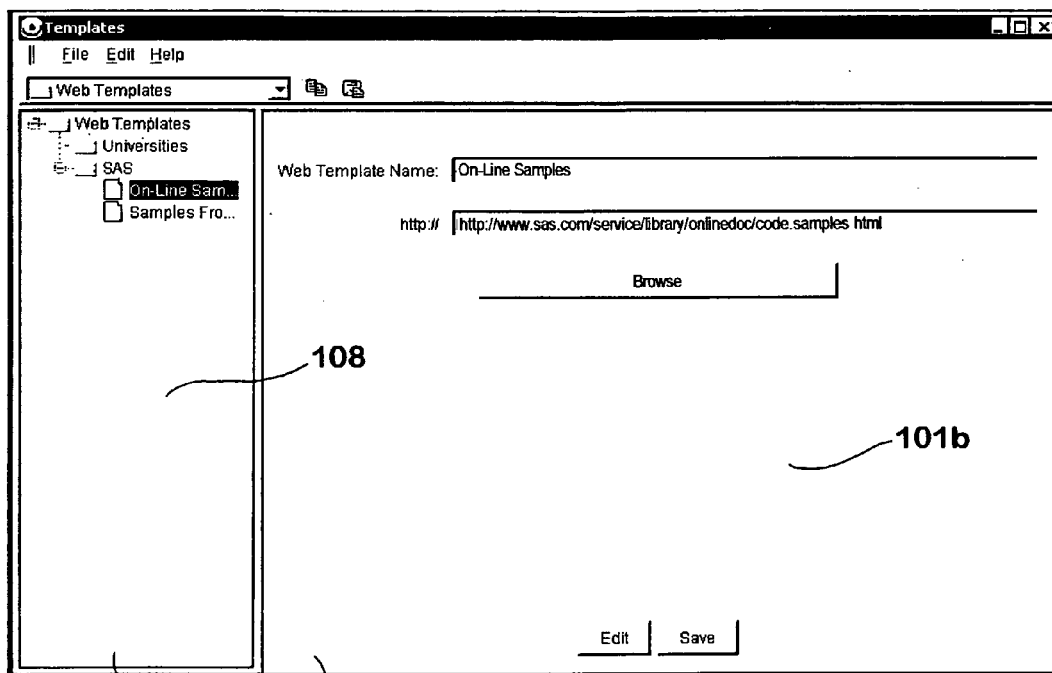 Templates
File Edit Help
Web Templates
Web Templates
Universities
SAS
On-Line Sam...
Samples Fro...
Web Template Name: On-Line Samples
http:// http://www.sas.com/service/library/onlinedoc/code.samples html
Browse
108
101b
Edit Save